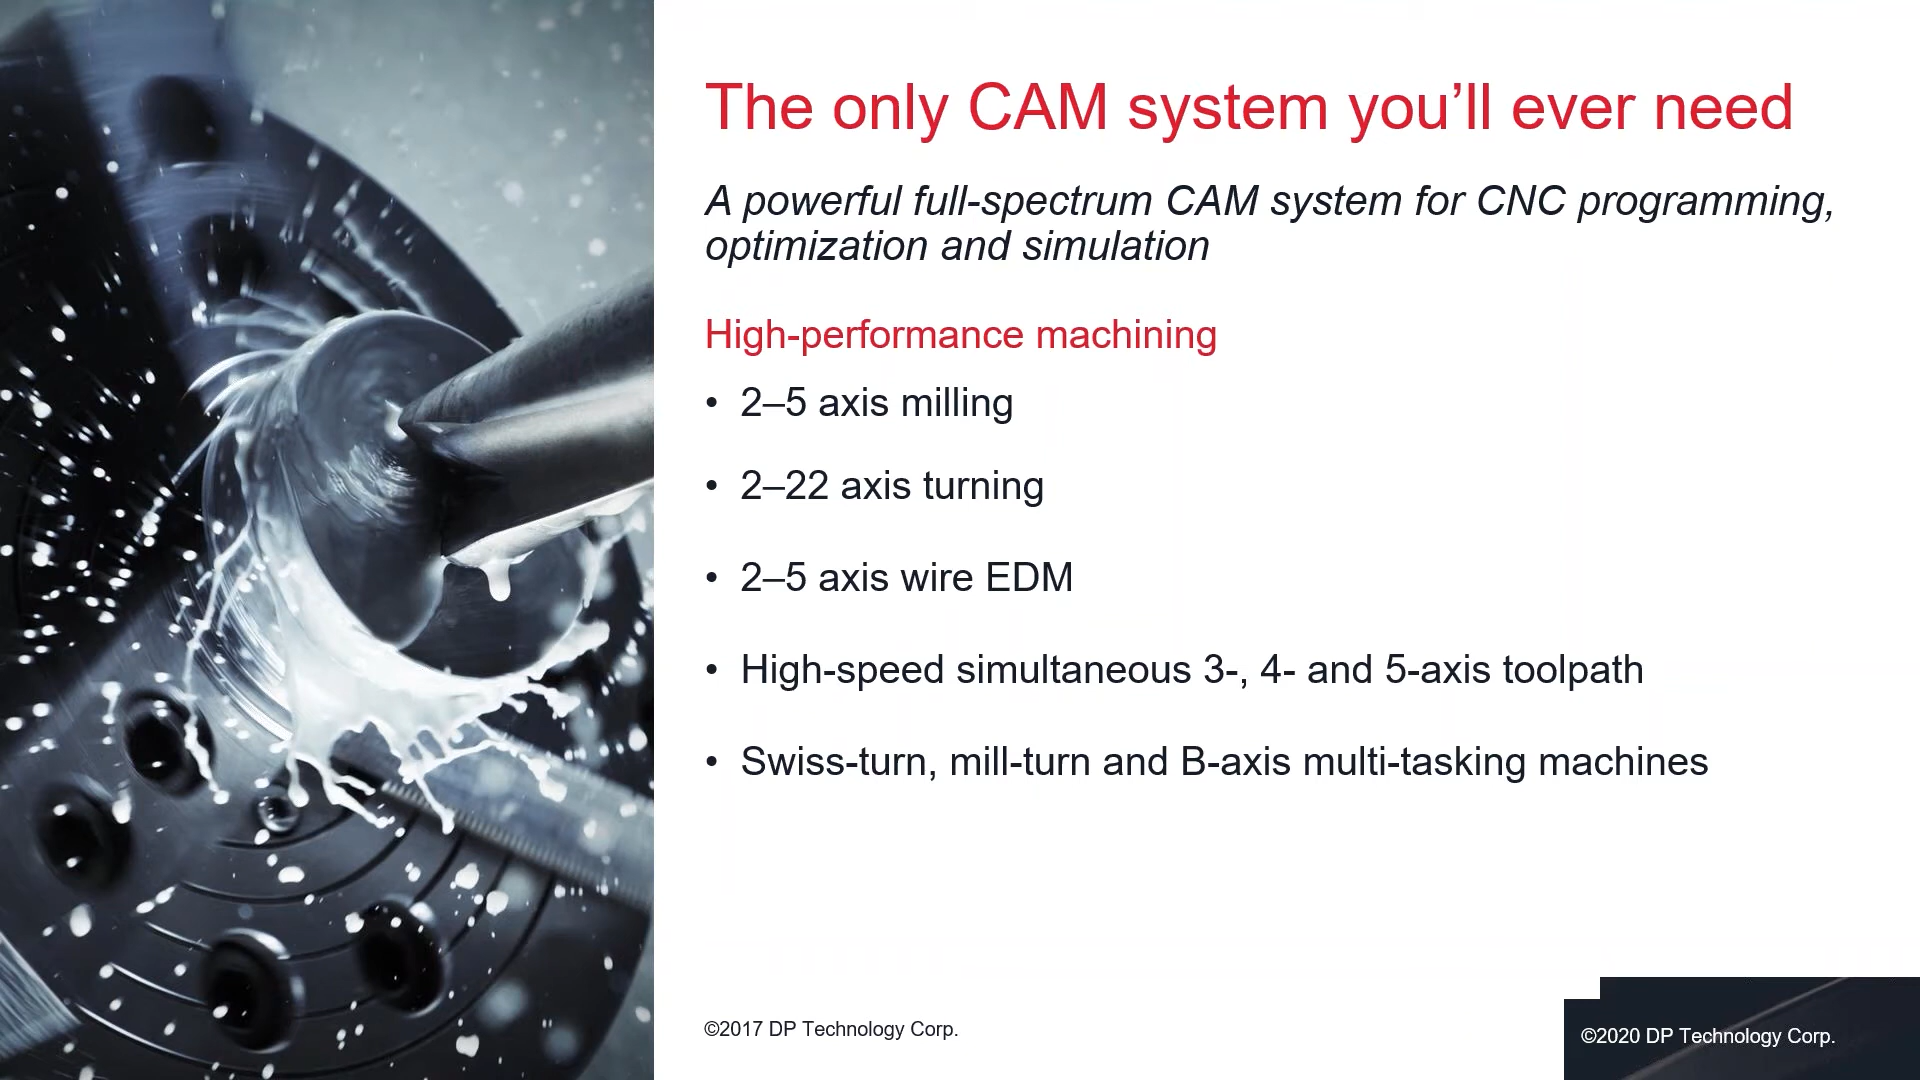 The only CAM system you’ll ever need
A powerful full-spectrum CAM system for CNC programming,
optimization and simulation
High-performance machining
• 2–5 axis milling
• 2–22 axis turning
• 2–5 axis wire EDM
• High-speed simultaneous 3-, 4- and 5-axis toolpath
• Swiss-turn, mill-turn and B-axis multi-tasking machines
©2017 DP Technology Corp.
©2020 DP Technology Corp.